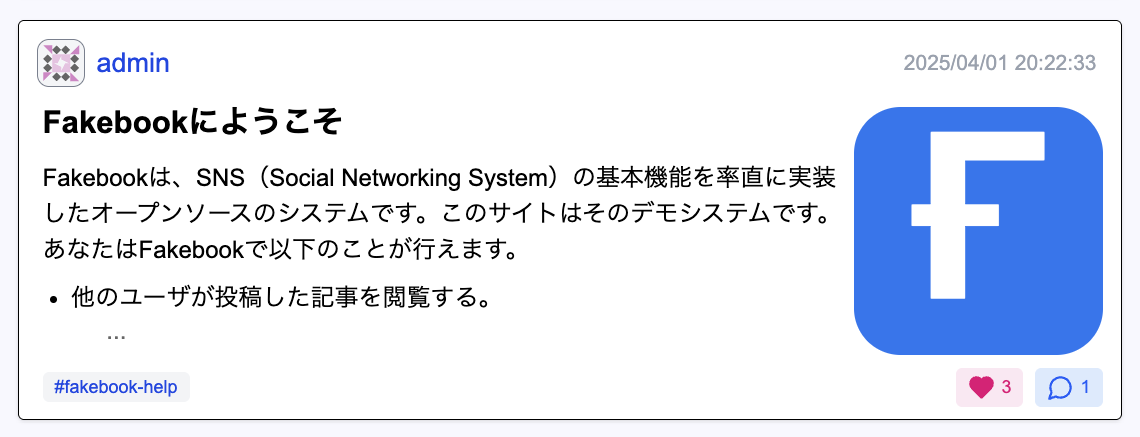 admin
2025/04/01 20:22:33
Fakebookにようこそ
Fakebookは、SNS（Social Networking System）の基本機能を率直に実装
したオープンソースのシステムです。このサイトはそのデモシステムです。
あなたはFakebookで以下のことが行えます。
• 他のユーザが投稿した記事を閲覧する。
...
F
#fakebook-help
3
1